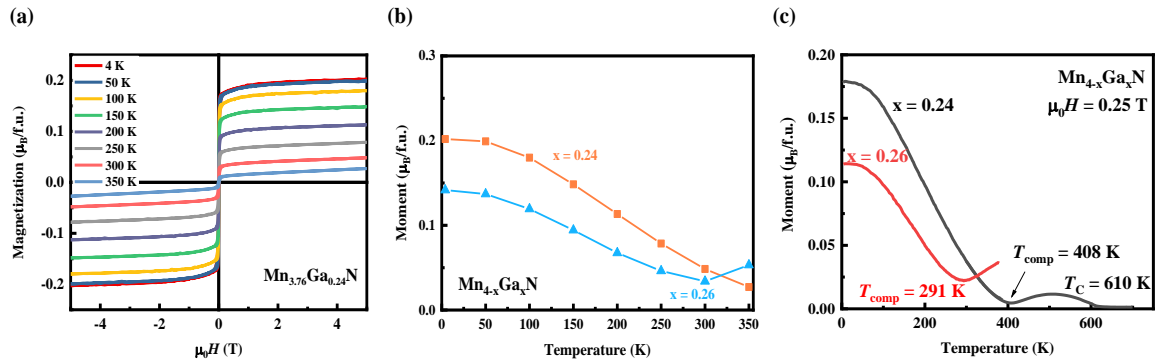 (a)
Magnetization (μB/f.u.)
0.2
0.1
0.0
-0.1
-0.2
4 K
50 K
100 K
150 K
200 K
250 K
300 K
350 K
Mn3.76Ga0.24N
-4
-2
0
2
4
μ0H (T)
(b)
Moment (μB/f.u.)
0.3
0.2
0.1
0.0
x = 0.24
x = 0.26
Mn4-xGaxN
0
50
100
150
200
250
300
350
Temperature (K)
(c)
Moment (μB/f.u.)
0.20
0.15
0.10
0.05
0.00
Mn4-xGaxN
μ0H = 0.25 T
x = 0.24
x = 0.26
Tcomp = 408 K
Tcomp = 291 K
TC = 610 K
0
200
400
600
Temperature (K)